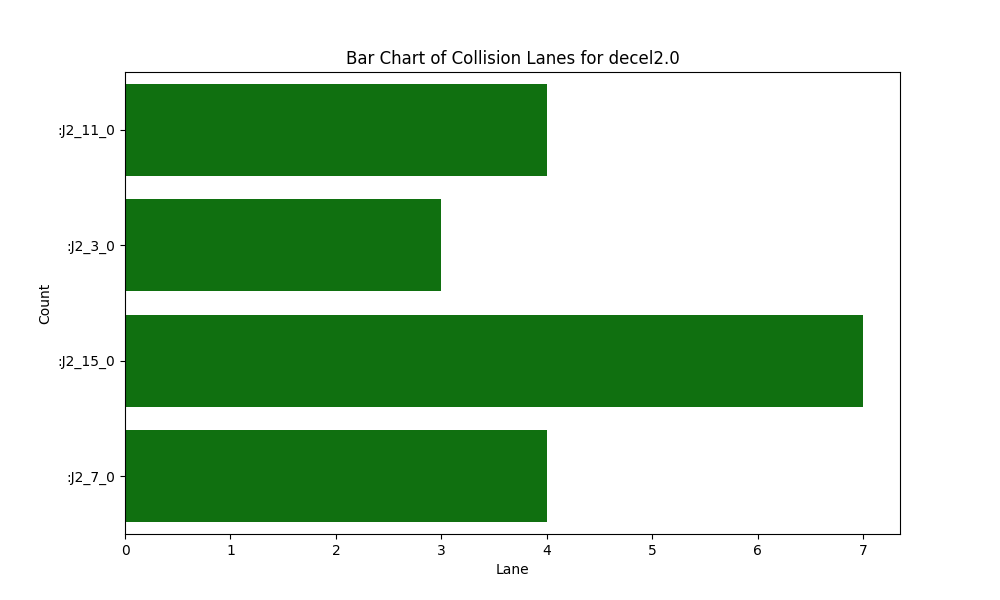 Bar Chart of Collision Lanes for decel2.0
:J2_11_0
:J2_3_0
Count
:J2_15_0
:J2_7_0
0 1 2 3 4 5 6 7
Lane